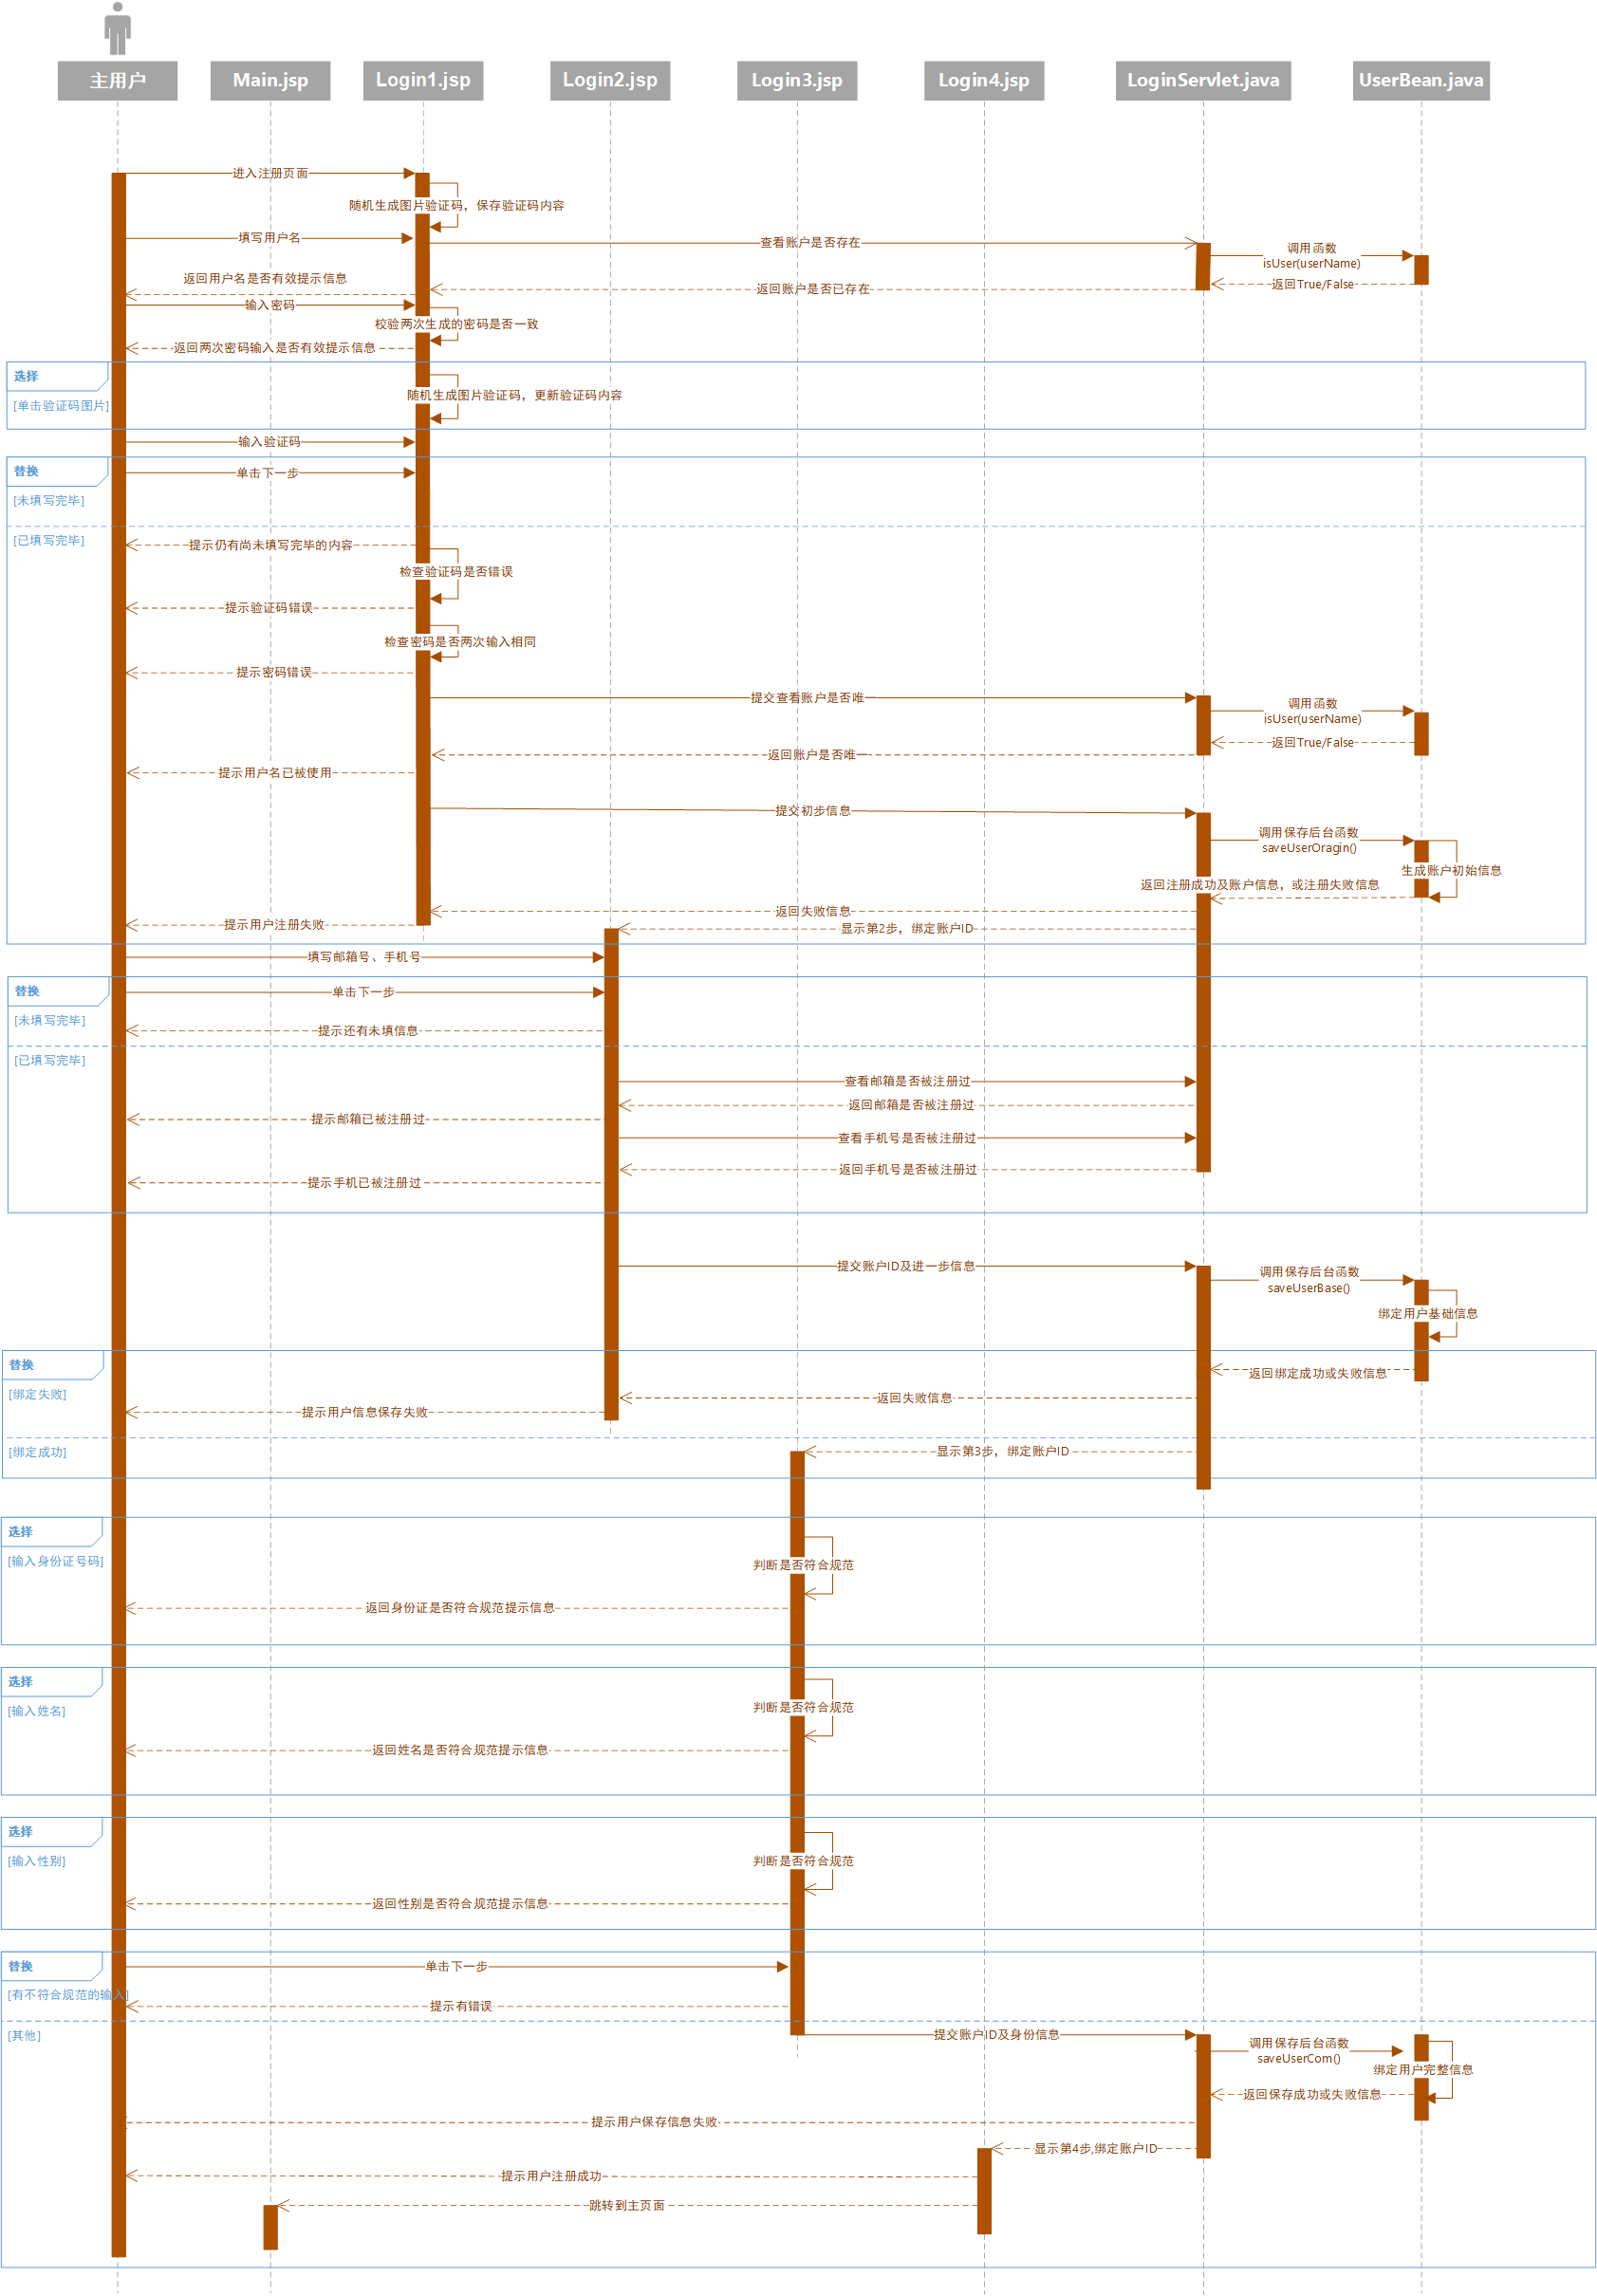 主用户
Main.jsp
Login1.jsp
Login2.jsp
Login3.jsp
Login4.jsp
LoginServlet.java
UserBean.java
进入注册页面
随机生成图片验证码，保存验证码内容
填写用户名
查看账户是否存在
调用函数
isUser(userName)
返回用户名是否有效提示信息
返回True/False
返回账户是否已存在
输入密码
校验两次生成的密码是否一致
返回两次密码输入是否有效提示信息
选择
随机生成图片验证码，更新验证码内容
[单击验证码图片]
输入验证码
替换
单击下一步
[未填写完毕]
[已填写完毕]
提示仍有尚未填写完毕的内容
检查验证码是否错误
提示验证码错误
检查密码是否两次输入相同
提示密码错误
提交查看账户是否唯一
调用函数
isUser(userName)
返回True/False
返回账户是否唯一
提示用户名已被使用
提交初步信息
调用保存后台函数
saveUserOragin()
生成账户初始信息
返回注册成功及账户信息，或注册失败信息
返回失败信息
提示用户注册失败
显示第2步，绑定账户ID
填写邮箱号、手机号
替换
单击下一步
[未填写完毕]
提示还有未填信息
[已填写完毕]
查看邮箱是否被注册过
返回邮箱是否被注册过
提示邮箱已被注册过
查看手机号是否被注册过
返回手机号是否被注册过
提示手机已被注册过
提交账户ID及进一步信息
调用保存后台函数
saveUserBase()
绑定用户基础信息
替换
返回绑定成功或失败信息
[绑定失败]
返回失败信息
提示用户信息保存失败
[绑定成功]
显示第3步，绑定账户ID
选择
[输入身份证号码]
判断是否符合规范
返回身份证是否符合规范提示信息
选择
[输入姓名]
判断是否符合规范
返回姓名是否符合规范提示信息
选择
[输入性别]
判断是否符合规范
返回性别是否符合规范提示信息
替换
单击下一步
[有不符合规范的输入]
提示有错误
[其他]
提交账户ID及身份信息
调用保存后台函数
saveUserCom()
绑定用户完整信息
返回保存成功或失败信息
提示用户保存信息失败
显示第4步,绑定账户ID
提示用户注册成功
跳转到主页面